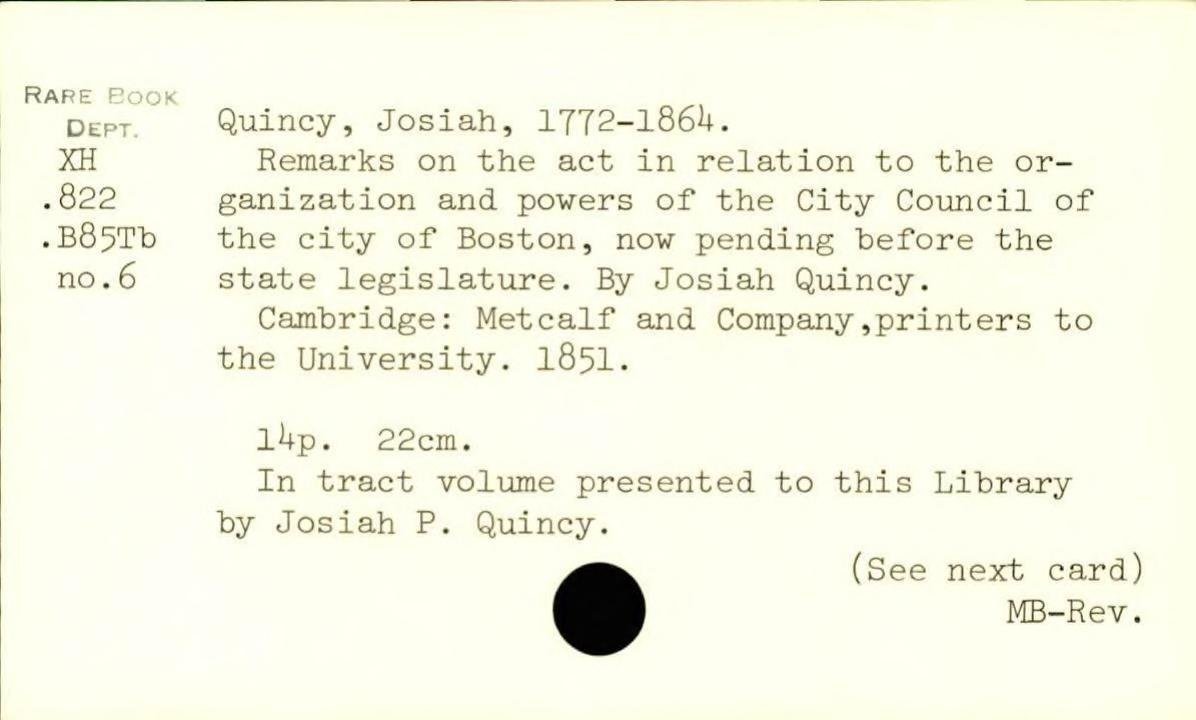 RARE BOOK
DEPT.
XH
.822
.B85Tb
no.6
Quincy, Josiah, 1772-1864.
Remarks on the act in relation to the or-
ganization and powers of the City Council of
the city of Boston, now pending before the
state legislature. By Josiah Quincy.
Cambridge: Metcalf and Company,printers to
the University. 1851.
14p. 22cm.
In tract volume presented to this Library
by Josiah P. Quincy.
(See next card)
MB-Rev.